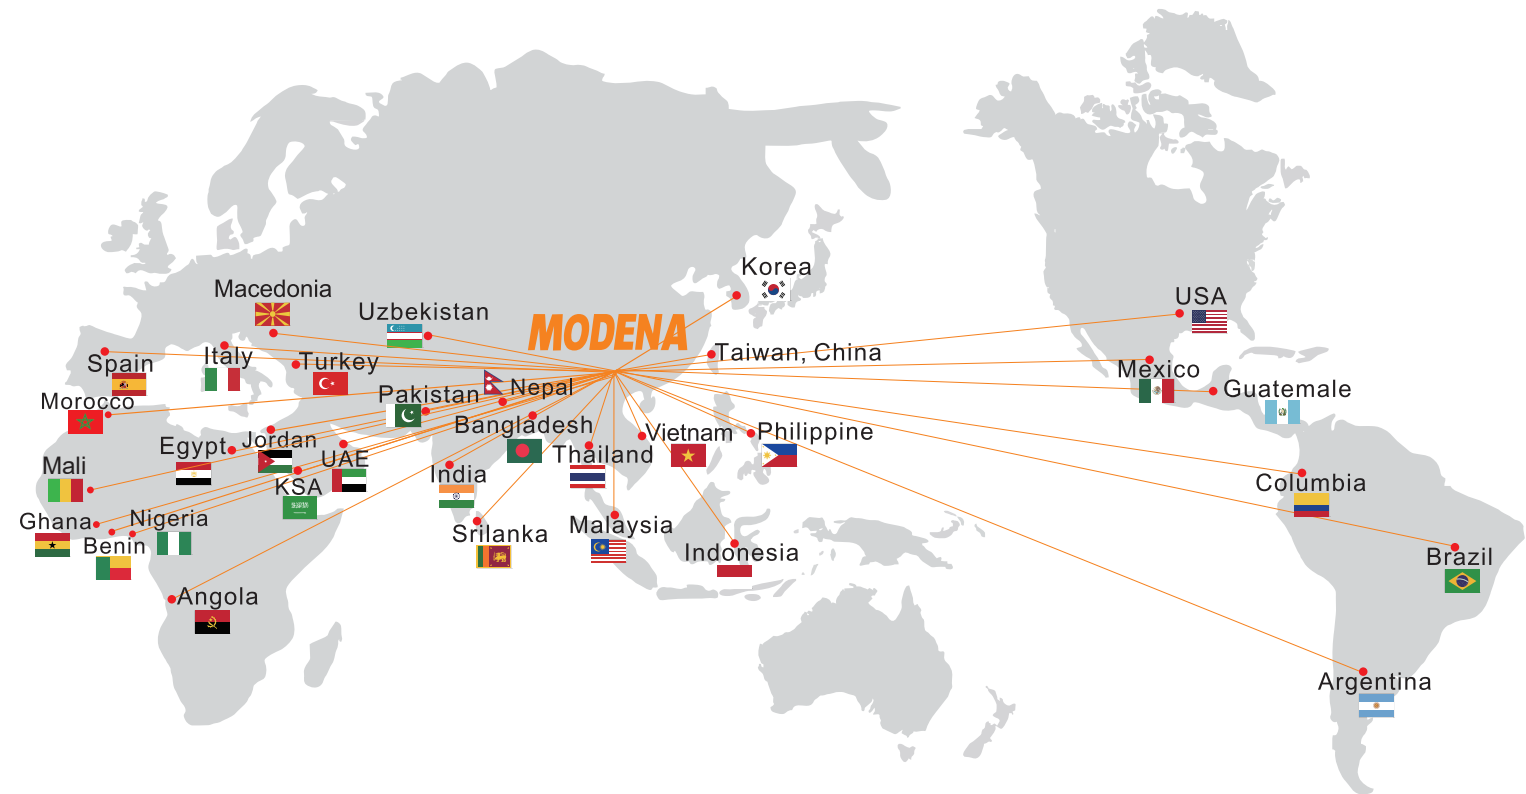 Korea
Macedonia
USA
Uzbekistan
MODENA
Taiwan, China
Spain
Italy
Turkey
Mexico
Pakistan
Nepal
Guatemale
Morocco
Bangladesh
Vietnam
Philippine
Egypt
Jordan
UAE
Thailand
Mali
India
KSA
Columbia
Ghana
Nigeria
Srilanka
Malaysia
Benin
Indonesia
Brazil
Angola
Argentina